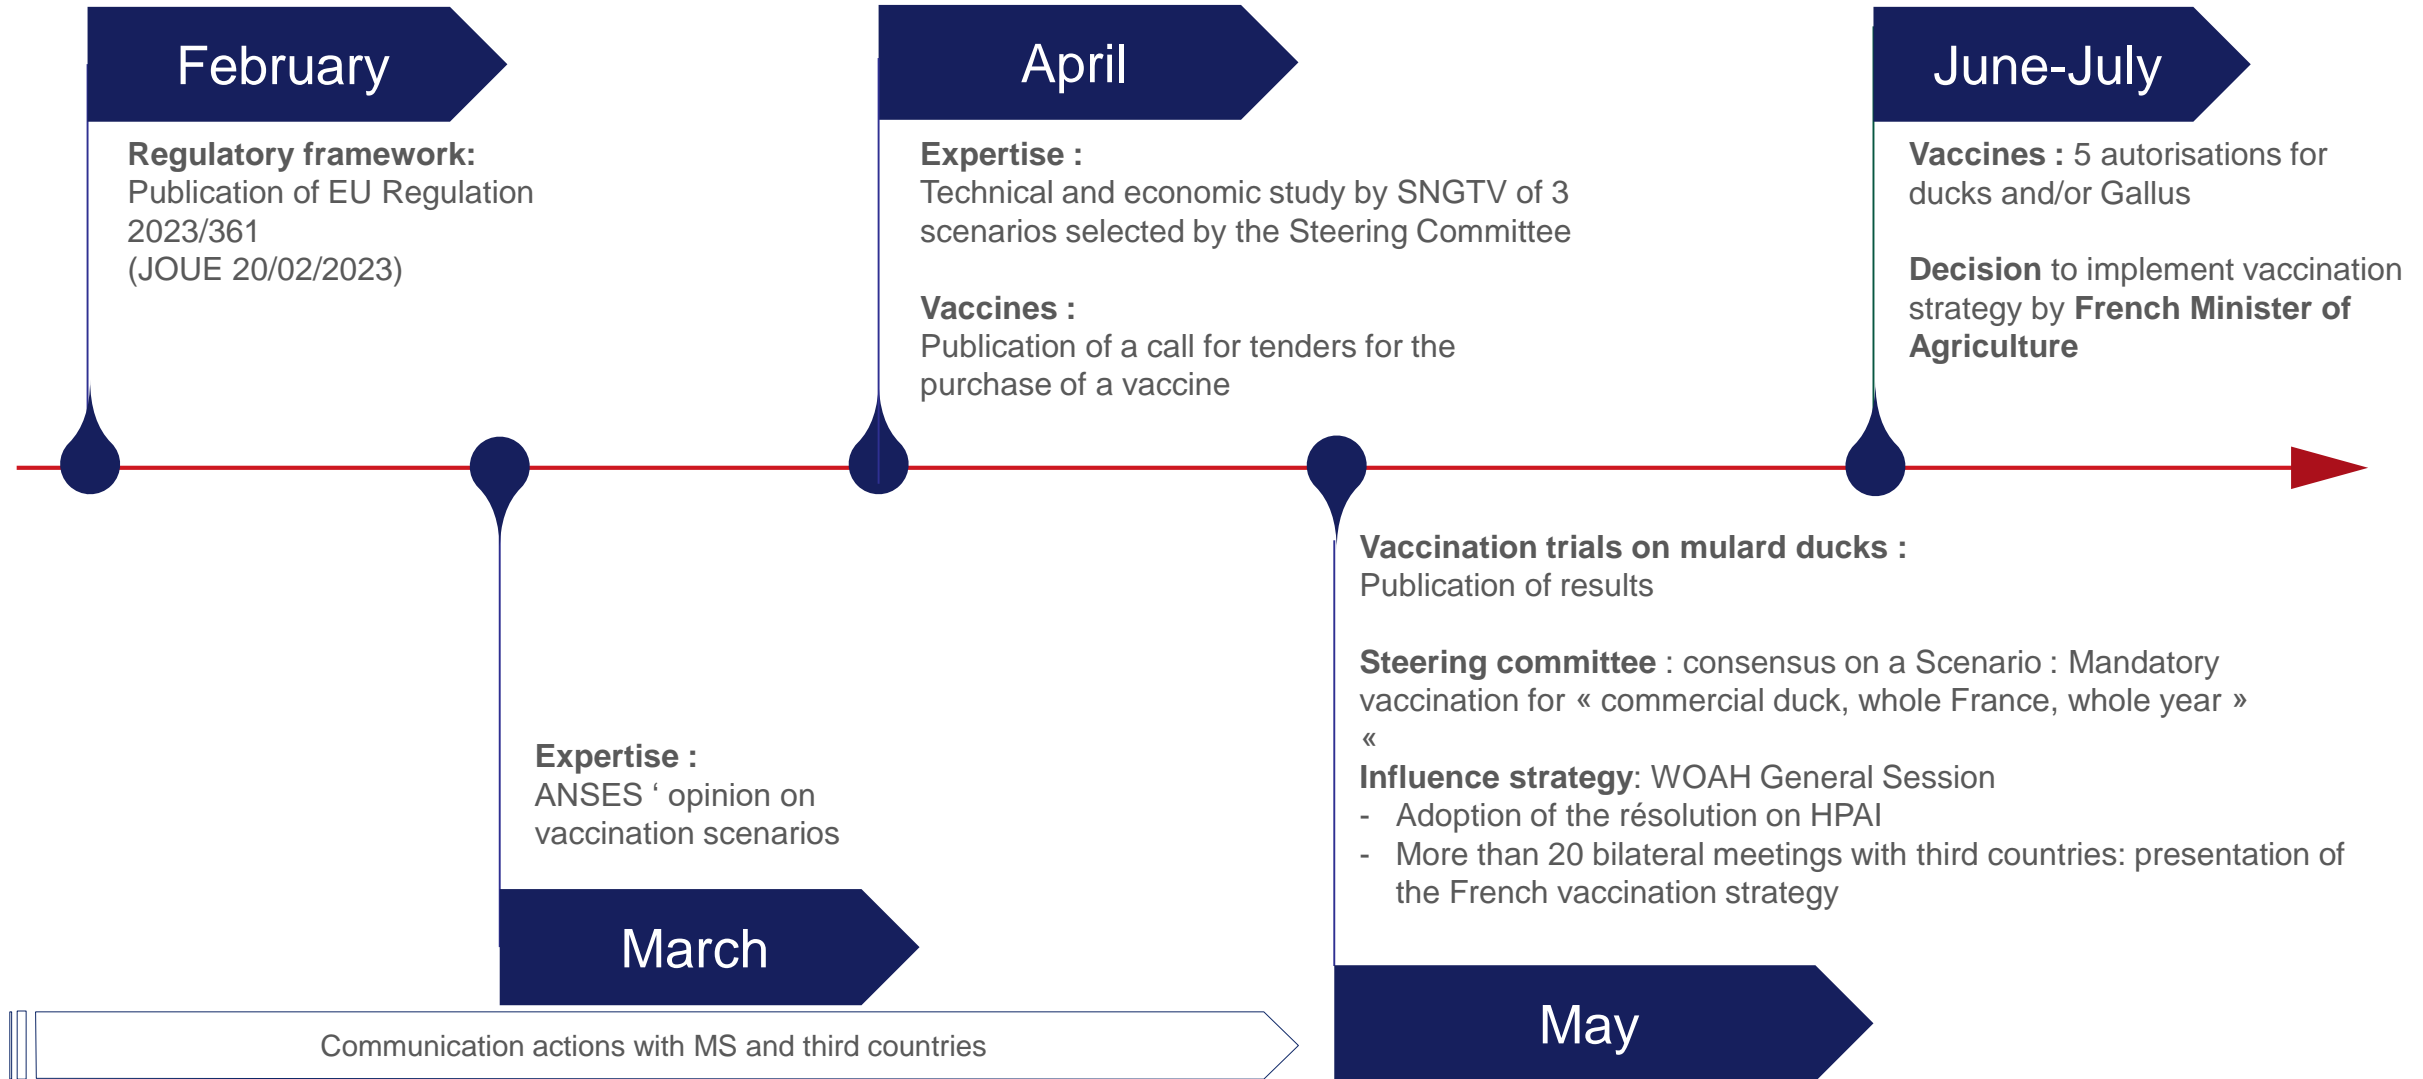 February
Regulatory framework:
Publication of EU Regulation
2023/361
(JOUE 20/02/2023)
April
Expertise :
Technical and economic study by SNGTV of 3
scenarios selected by the Steering Committee
Vaccines :
Publication of a call for tenders for the
purchase of a vaccine
June-July
Vaccines : 5 autorisations for
ducks and/or Gallus
Decision to implement vaccination
strategy by French Minister of
Agriculture
Expertise :
ANSES ‘ opinion on
vaccination scenarios
March
Vaccination trials on mulard ducks :
Publication of results
Steering committee : consensus on a Scenario : Mandatory
vaccination for « commercial duck, whole France, whole year »
«
Influence strategy: WOAH General Session
- Adoption of the résolution on HPAI
- More than 20 bilateral meetings with third countries: presentation of
the French vaccination strategy
May
Communication actions with MS and third countries